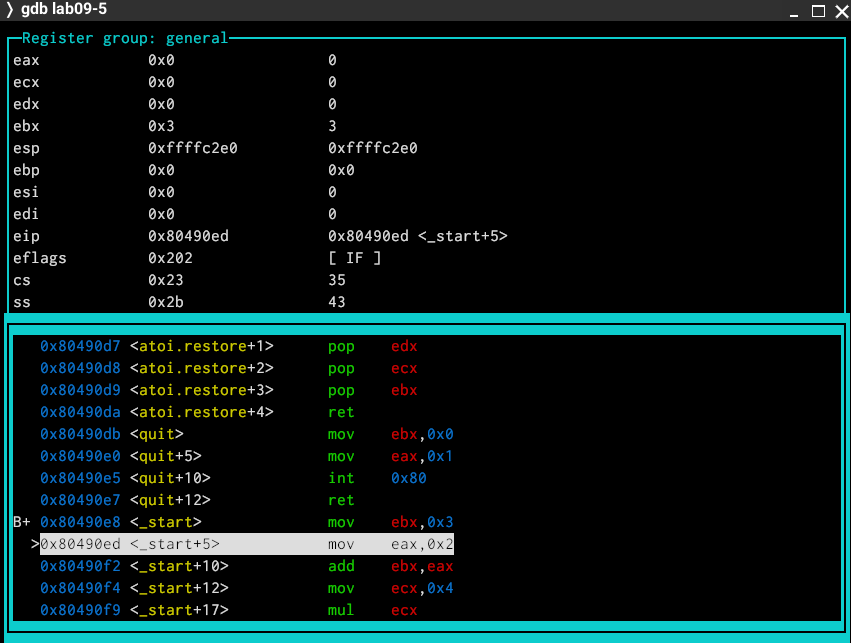 ❭ gdb lab09-5
Register group: general
eax 0x0 0
ecx 0x0 0
edx 0x0 0
ebx 0x3 3
esp 0xffffc2e0 0xffffc2e0
ebp 0x0 0x0
esi 0x0 0
edi 0x0 0
eip 0x80490ed 0x80490ed <_start+5>
eflags 0x202 [ IF ]
cs 0x23 35
ss 0x2b 43
0x80490d7 <atoi.restore+1> pop edx
0x80490d8 <atoi.restore+2> pop ecx
0x80490d9 <atoi.restore+3> pop ebx
0x80490da <atoi.restore+4> ret
0x80490db <quit> mov ebx,0x0
0x80490e0 <quit+5> mov eax,0x1
0x80490e5 <quit+10> int 0x80
0x80490e7 <quit+12> ret
B+ 0x80490e8 <_start> mov ebx,0x3
>0x80490ed <_start+5> mov eax,0x2
0x80490f2 <_start+10> add ebx,eax
0x80490f4 <_start+12> mov ecx,0x4
0x80490f9 <_start+17> mul ecx